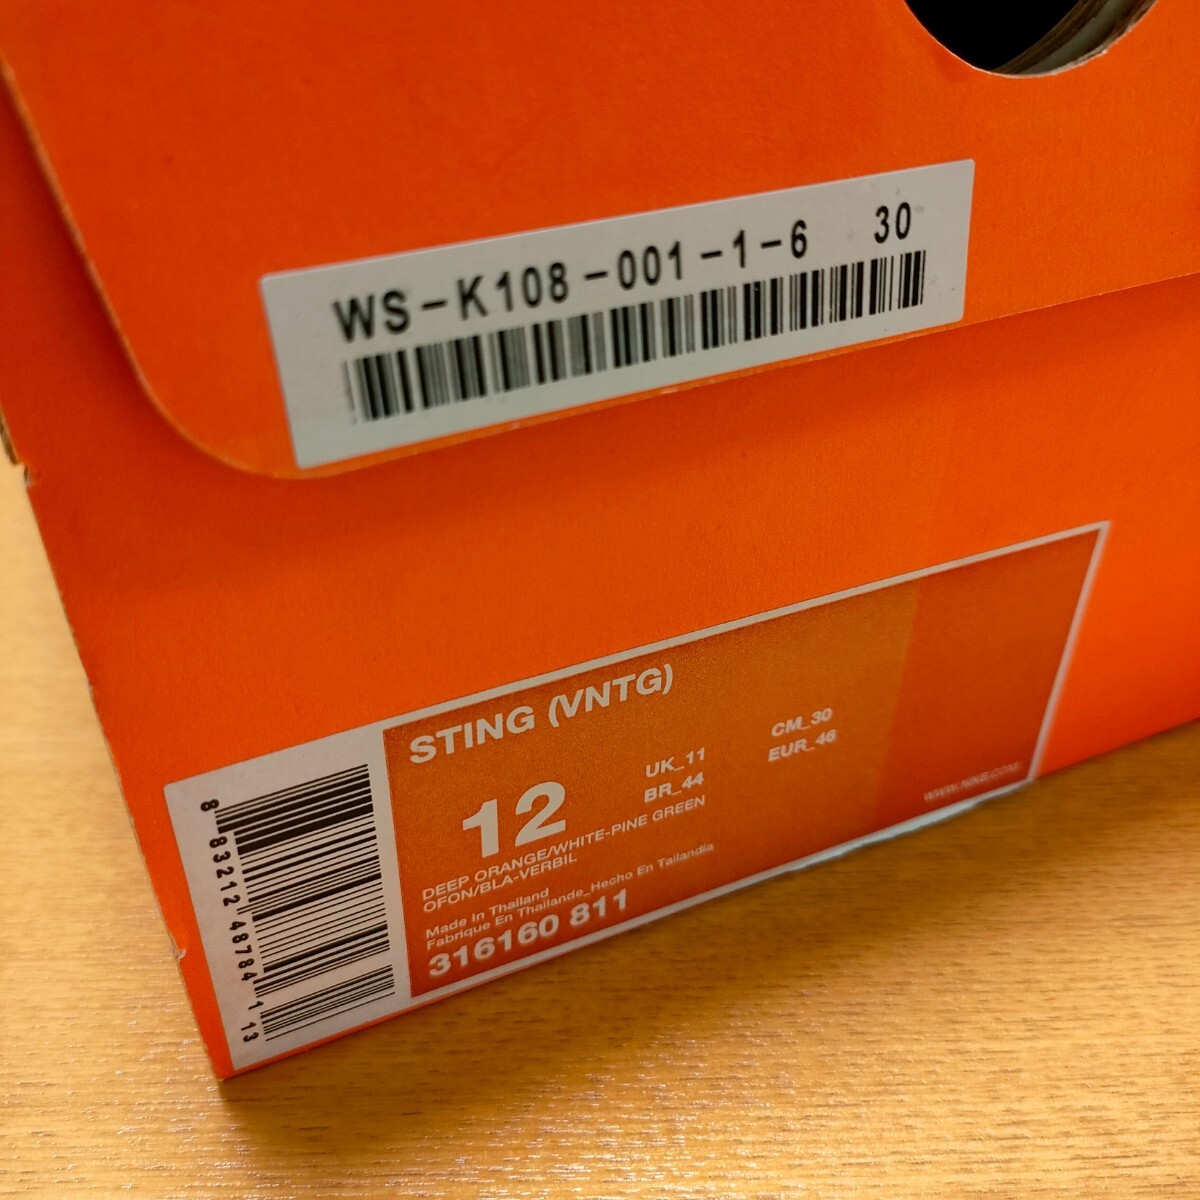 WS-K108-001-1-6 30
STING (VNTG)
12
UK_11
BR_44
CM_30
EUR_46
DEEP ORANGE/WHITE-PINE GREEN
OFON/BLA-VERBIL
Made In Thailand
Fabrique En Thailande_Hecho En Tailandia
316160 811
WWW.NIKE.COM
8 83212 48784 1 13